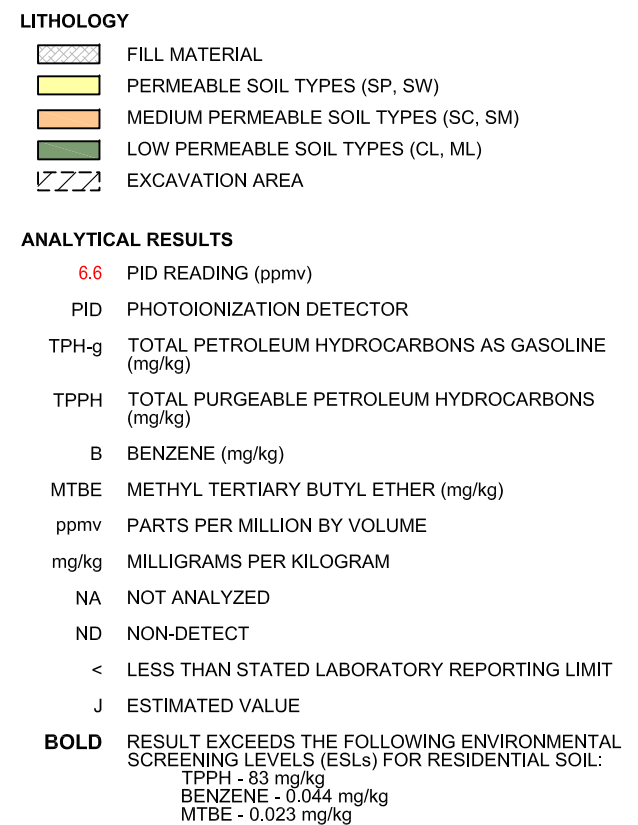 LITHOLOGY
FILL MATERIAL
PERMEABLE SOIL TYPES (SP, SW)
MEDIUM PERMEABLE SOIL TYPES (SC, SM)
LOW PERMEABLE SOIL TYPES (CL, ML)
EXCAVATION AREA
ANALYTICAL RESULTS
6.6 PID READING (ppmv)
PID PHOTOIONIZATION DETECTOR
TPH-g TOTAL PETROLEUM HYDROCARBONS AS GASOLINE
(mg/kg)
TPPH TOTAL PURGEABLE PETROLEUM HYDROCARBONS
(mg/kg)
B BENZENE (mg/kg)
MTBE METHYL TERTIARY BUTYL ETHER (mg/kg)
ppmv PARTS PER MILLION BY VOLUME
mg/kg MILLIGRAMS PER KILOGRAM
NA NOT ANALYZED
ND NON-DETECT
< LESS THAN STATED LABORATORY REPORTING LIMIT
J ESTIMATED VALUE
BOLD RESULT EXCEEDS THE FOLLOWING ENVIRONMENTAL
SCREENING LEVELS (ESLs) FOR RESIDENTIAL SOIL:
TPPH - 83 mg/kg
BENZENE - 0.044 mg/kg
MTBE - 0.023 mg/kg